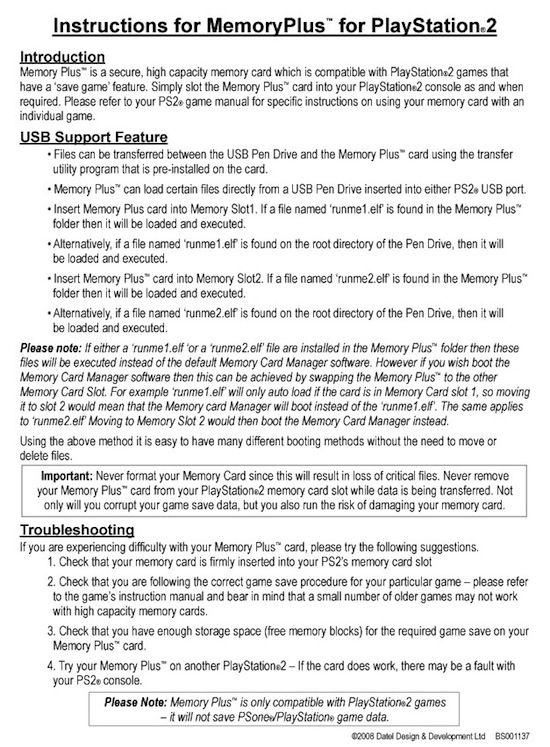 Instructions for MemoryPlus™ for PlayStation®2
Introduction
Memory Plus™ is a secure, high capacity memory card which is compatible with PlayStation®2 games that
have a 'save game' feature. Simply slot the Memory Plus™ card into your PlayStation®2 console as and when
required. Please refer to your PS2® game manual for specific instructions on using your memory card with an
individual game.
USB Support Feature
• Files can be transferred between the USB Pen Drive and the Memory Plus™ card using the transfer
utility program that is pre-installed on the card.
• Memory Plus™ can load certain files directly from a USB Pen Drive inserted into either PS2® USB port.
• Insert Memory Plus card into Memory Slot1. If a file named 'runme1.elf' is found in the Memory Plus™
folder then it will be loaded and executed.
• Alternatively, if a file named 'runme1.elf' is found on the root directory of the Pen Drive, then it will
be loaded and executed.
• Insert Memory Plus™ card into Memory Slot2. If a file named 'runme2.elf' is found in the Memory Plus™
folder then it will be loaded and executed.
• Alternatively, if a file named 'runme2.elf' is found on the root directory of the Pen Drive, then it will
be loaded and executed.
Please note: If either a 'runme1.elf 'or a 'runme2.elf' file are installed in the Memory Plus™ folder then these
files will be executed instead of the default Memory Card Manager software. However if you wish boot the
Memory Card Manager software then this can be achieved by swapping the Memory Plus™ to the other
Memory Card Slot. For example 'runme1.elf' will only auto load if the card is in Memory Card slot 1, so moving
it to slot 2 would mean that the Memory card Manager will boot instead of the 'runme1.elf'. The same applies
to 'runme2.elf' Moving to Memory Slot 2 would then boot the Memory Card Manager instead.
Using the above method it is easy to have many different booting methods without the need to move or
delete files.
Important: Never format your Memory Card since this will result in loss of critical files. Never remove
your Memory Plus™ card from your PlayStation®2 memory card slot while data is being transferred. Not
only will you corrupt your game save data, but you also run the risk of damaging your memory card.
Troubleshooting
If you are experiencing difficulty with your Memory Plus™ card, please try the following suggestions.
1. Check that your memory card is firmly inserted into your PS2's memory card slot
2. Check that you are following the correct game save procedure for your particular game – please refer
to the game's instruction manual and bear in mind that a small number of older games may not work
with high capacity memory cards.
3. Check that you have enough storage space (free memory blocks) for the required game save on your
Memory Plus™ card.
4. Try your Memory Plus™ on another PlayStation®2 – If the card does work, there may be a fault with
your PS2® console.
Please Note: Memory Plus™ is only compatible with PlayStation®2 games
– it will not save PSone®/PlayStation® game data.
©2008 Datel Design & Development Ltd BS001137